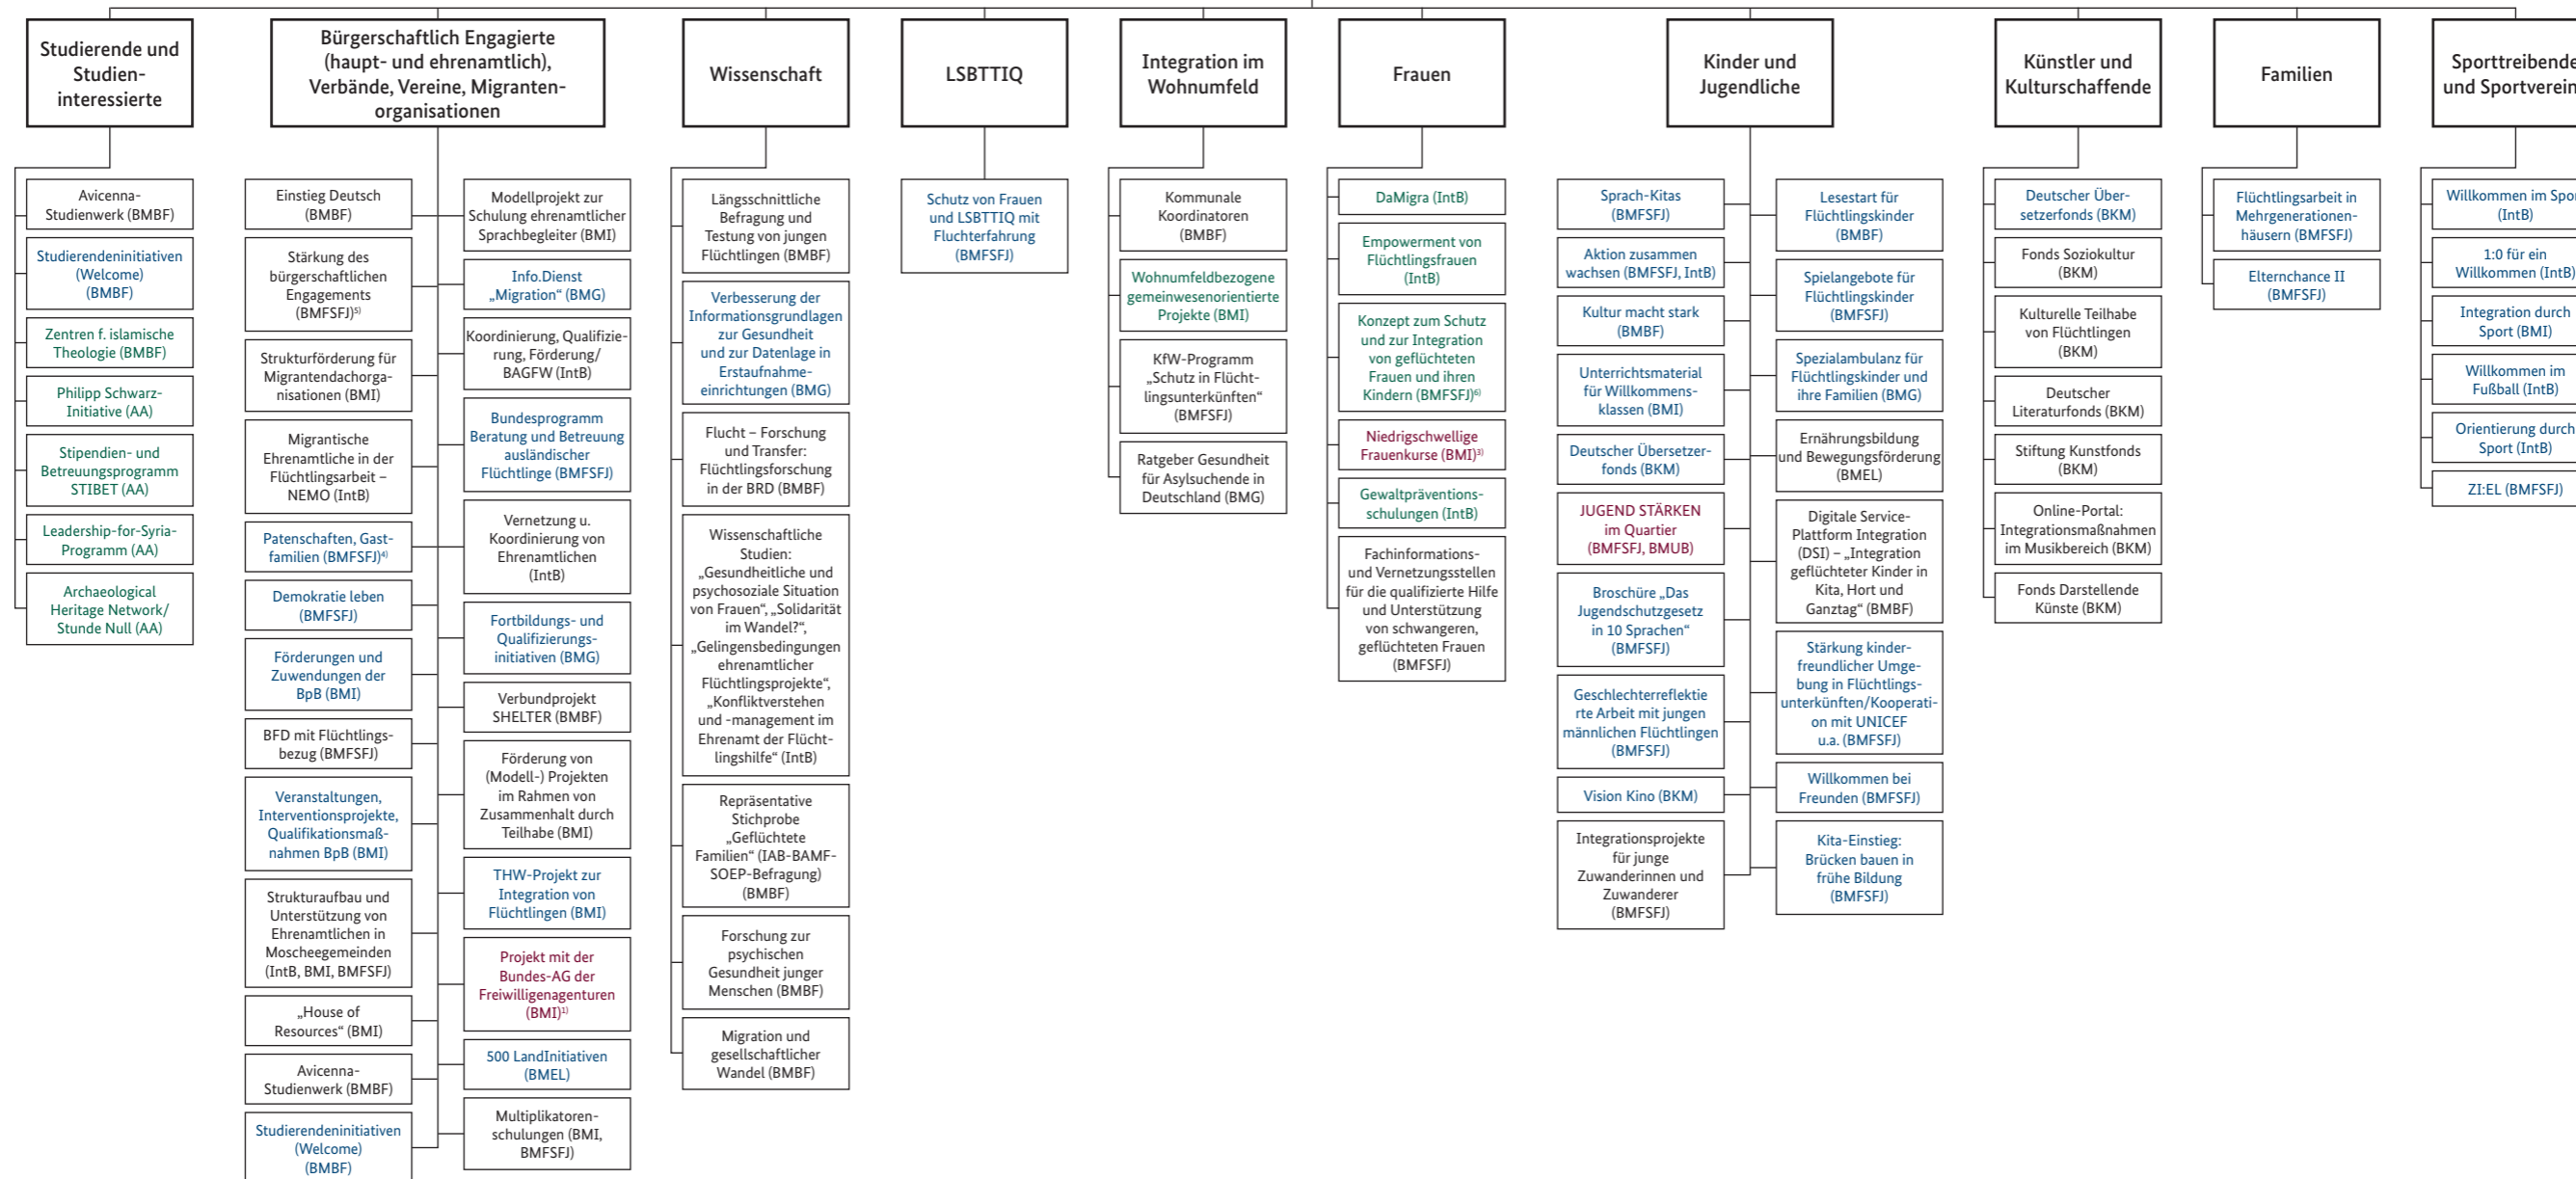 Studierende und
Studien-
interessierte
Avicenna-
Studienwerk (BMBF)
Studierendeninitiativen
(Welcome)
(BMBF)
Zentren f. islamische
Theologie (BMBF)
Philipp Schwarz-
Initiative (AA)
Stipendien- und
Betreuungsprogramm
STIBET (AA)
Leadership-for-Syria-
Programm (AA)
Archaeological
Heritage Network/
Stunde Null (AA)
Bürgerschaftlich Engagierte
(haupt- und ehrenamtlich),
Verbände, Vereine, Migranten-
organisationen
Einstieg Deutsch
(BMBF)
Stärkung des
bürgerschaftlichen
Engagements
(BMFSFJ)5)
Strukturförderung für
Migrantendachorga-
nisationen (BMI)
Migrantische
Ehrenamtliche in der
Flüchtlingsarbeit –
NEMO (IntB)
Patenschaften, Gast-
familien (BMFSFJ)4)
Demokratie leben
(BMFSFJ)
Förderungen und
Zuwendungen der
BpB (BMI)
BFD mit Flüchtlings-
bezug (BMFSFJ)
Veranstaltungen,
Interventionsprojekte,
Qualifikationsmaß-
nahmen BpB (BMI)
Strukturaufbau und
Unterstützung von
Ehrenamtlichen in
Moscheegemeinden
(IntB, BMI, BMFSFJ)
„House of
Resources“ (BMI)
Avicenna-
Studienwerk (BMBF)
Studierendeninitiativen
(Welcome)
(BMBF)
Modellprojekt zur
Schulung ehrenamtlicher
Sprachbegleiter (BMI)
Info.Dienst
„Migration“ (BMG)
Koordinierung, Qualifizie-
rung, Förderung/
BAGFW (IntB)
Bundesprogramm
Beratung und Betreuung
ausländischer
Flüchtlinge (BMFSFJ)
Vernetzung u.
Koordinierung von
Ehrenamtlichen
(IntB)
Fortbildungs- und
Qualifizierungs-
initiativen (BMG)
Verbundprojekt
SHELTER (BMBF)
Förderung von
(Modell-) Projekten
im Rahmen von
Zusammenhalt durch
Teilhabe (BMI)
THW-Projekt zur
Integration von
Flüchtlingen (BMI)
Projekt mit der
Bundes-AG der
Freiwilligenagenturen
(BMI)1)
500 LandInitiativen
(BMEL)
Multiplikatoren-
schulungen (BMI,
BMFSFJ)
Wissenschaft
Längsschnittliche
Befragung und
Testung von jungen
Flüchtlingen (BMBF)
Verbesserung der
Informationsgrundlagen
zur Gesundheit
und zur Datenlage in
Erstaufnahme-
einrichtungen (BMG)
Flucht – Forschung
und Transfer:
Flüchtlingsforschung
in der BRD (BMBF)
Wissenschaftliche
Studien:
„Gesundheitliche und
psychosoziale Situation
von Frauen“, „Solidarität
im Wandel?“,
„Gelingensbedingungen
ehrenamtlicher
Flüchtlingsprojekte“,
„Konfliktverstehen
und -management im
Ehrenamt der Flücht-
lingshilfe“ (IntB)
Repräsentative
Stichprobe
„Geflüchtete
Familien“ (IAB-BAMF-
SOEP-Befragung)
(BMBF)
Forschung zur
psychischen
Gesundheit junger
Menschen (BMBF)
Migration und
gesellschaftlicher
Wandel (BMBF)
LSBTTIQ
Schutz von Frauen
und LSBTTIQ mit
Fluchterfahrung
(BMFSFJ)
Integration im
Wohnumfeld
Kommunale
Koordinatoren
(BMBF)
Wohnumfeldbezogene
gemeinwesenorientierte
Projekte (BMI)
KfW-Programm
„Schutz in Flücht-
lingsunterkünften“
(BMFSFJ)
Ratgeber Gesundheit
für Asylsuchende in
Deutschland (BMG)
Frauen
DaMigra (IntB)
Empowerment von
Flüchtlingsfrauen
(IntB)
Konzept zum Schutz
und zur Integration
von geflüchteten
Frauen und ihren
Kindern (BMFSFJ)6)
Niedrigschwellige
Frauenkurse (BMI)3)
Gewaltpräventions-
schulungen (IntB)
Fachinformations-
und Vernetzungsstellen
für die qualifizierte Hilfe
und Unterstützung
von schwangeren,
geflüchteten Frauen
(BMFSFJ)
Kinder und
Jugendliche
Sprach-Kitas
(BMFSFJ)
Aktion zusammen
wachsen (BMFSFJ, IntB)
Kultur macht stark
(BMBF)
Unterrichtsmaterial
für Willkommens-
klassen (BMI)
Deutscher Übersetzer-
fonds (BKM)
JUGEND STÄRKEN
im Quartier
(BMFSFJ, BMUB)
Broschüre „Das
Jugendschutzgesetz
in 10 Sprachen“
(BMFSFJ)
Geschlechterreflektie
rte Arbeit mit jungen
männlichen Flüchtlingen
(BMFSFJ)
Vision Kino (BKM)
Integrationsprojekte
für junge
Zuwanderinnen und
Zuwanderer
(BMFSFJ)
Lesestart für
Flüchtlingskinder
(BMBF)
Spielangebote für
Flüchtlingskinder
(BMFSFJ)
Spezialambulanz für
Flüchtlingskinder und
ihre Familien (BMG)
Ernährungsbildung
und Bewegungsförderung
(BMEL)
Digitale Service-
Plattform Integration
(DSI) – „Integration
geflüchteter Kinder in
Kita, Hort und
Ganztag“ (BMBF)
Stärkung kinder-
freundlicher Umge-
bung in Flüchtlings-
unterkünften/Kooperati-
on mit UNICEF
u.a. (BMFSFJ)
Willkommen bei
Freunden (BMFSFJ)
Kita-Einstieg:
Brücken bauen in
frühe Bildung
(BMFSFJ)
Künstler und
Kulturschaffende
Deutscher Über-
setzerfonds (BKM)
Fonds Soziokultur
(BKM)
Kulturelle Teilhabe
von Flüchtlingen
(BKM)
Deutscher
Literaturfonds (BKM)
Stiftung Kunstfonds
(BKM)
Online-Portal:
Integrationsmaßnahmen
im Musikbereich (BKM)
Fonds Darstellende
Künste (BKM)
Familien
Flüchtlingsarbeit in
Mehrgenerationen-
häusern (BMFSFJ)
Elternchance II
(BMFSFJ)
Sporttreibende
und Sportverein
Willkommen im Spor
(IntB)
1:0 für ein
Willkommen (IntB)
Integration durch
Sport (BMI)
Willkommen im
Fußball (IntB)
Orientierung durch
Sport (IntB)
ZI:EL (BMFSFJ)